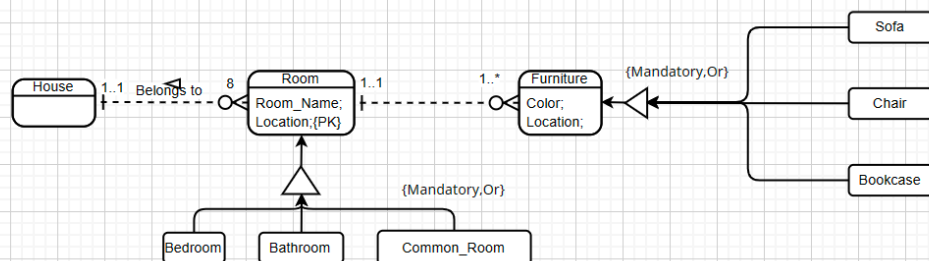 Sofa
House
1..1
Belongs to
8
Room
Room_Name;
Location;{PK}
1..1
1..*
Furniture
Color;
Location;
{Mandatory,Or}
Chair
Bookcase
{Mandatory,Or}
Bedroom
Bathroom
Common_Room